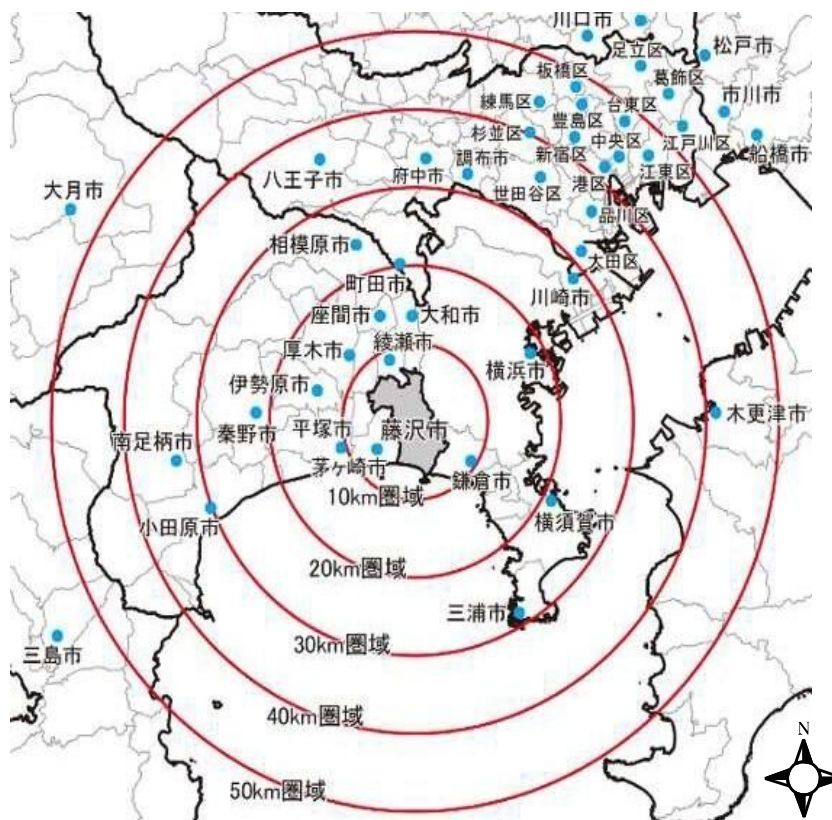 川口市
松戸市
足立区
板橋区
葛飾区
練馬区
台東区
市川市
豊島区
杉並区
中央区
江戸川区
新宿区
船橋市
八王子市
府中市
調布市
世田谷区
港区
江東区
大月市
品川区
相模原市
太田区
町田市
川崎市
座間市
大和市
綾瀬市
厚木市
横浜市
伊勢原市
木更津市
秦野市
平塚市
藤沢市
南足柄市
茅ヶ崎市
鎌倉市
10km圏域
小田原市
横須賀市
20km圏域
三浦市
30km圏域
三島市
40km圏域
50km圏域
N